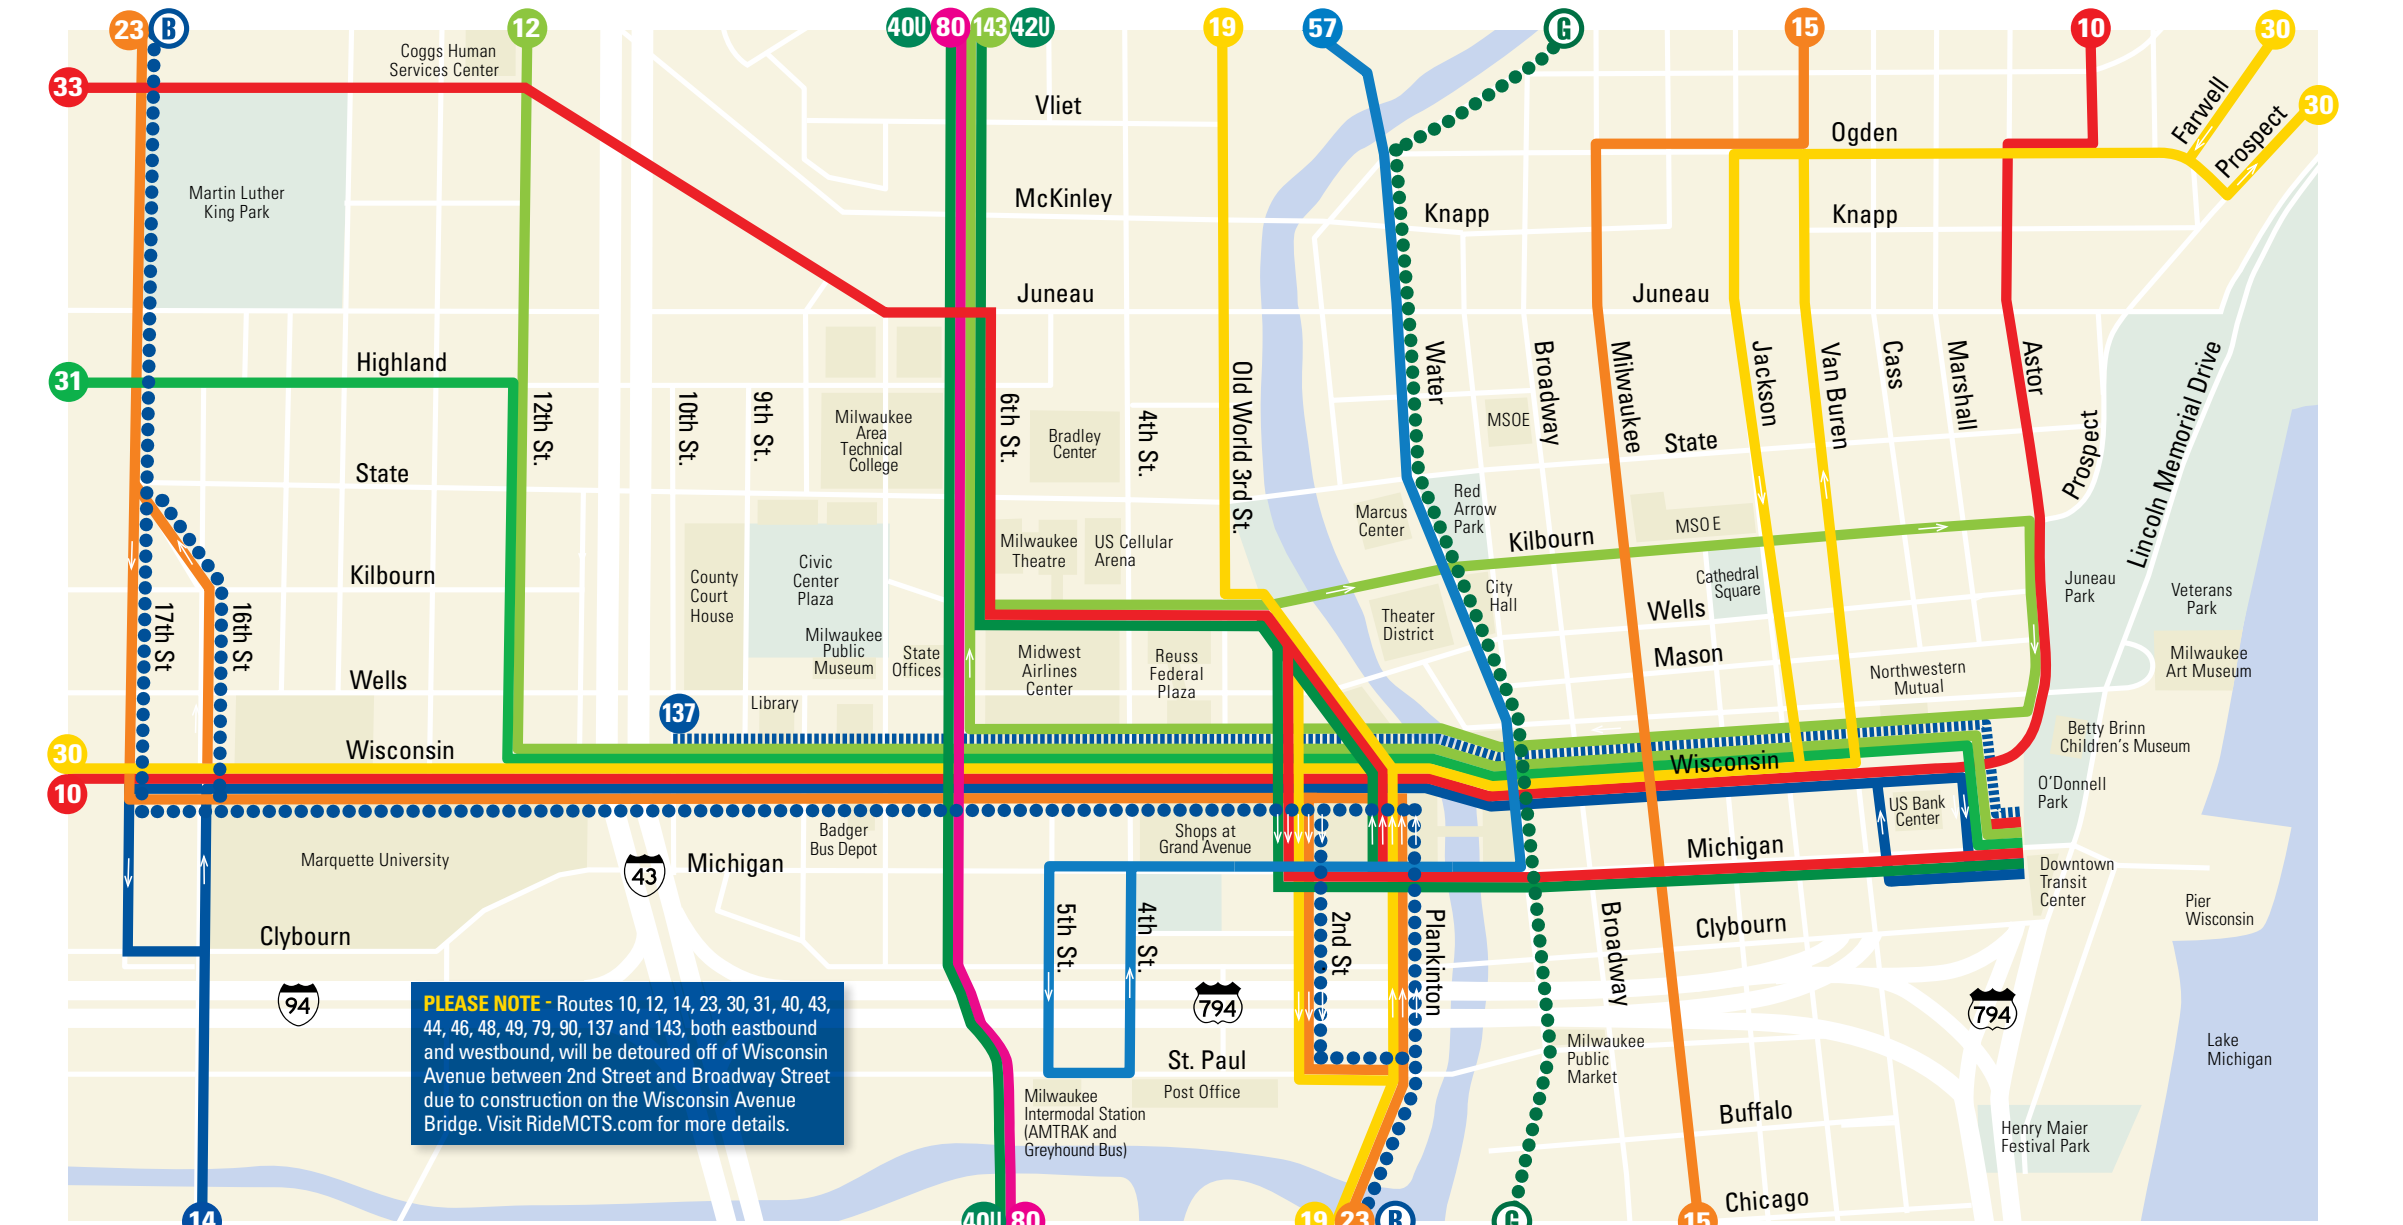 23
B
12
40U
80
143
42U
19
57
G
15
10
30
30
33
Coggs Human
Services Center
Vliet
Ogden
Farwell
Prospect
Martin Luther
King Park
McKinley
Knapp
Knapp
Juneau
Juneau
31
Highland
12th St.
10th St.
9th St.
Milwaukee
Area
Technical
College
6th St.
Bradley
Center
4th St.
Old World 3rd St.
Water
MSOE
Broadway
Milwaukee
State
Jackson
Van Buren
Cass
Marshall
Astor
Prospect
Lincoln Memorial Drive
State
Marcus
Center
Red
Arrow
Park
Kilbourn
MSOE
Milwaukee
Theatre
US Cellular
Arena
Kilbourn
County
Court
House
Civic
Center
Plaza
City
Hall
Cathedral
Square
Juneau
Park
Veterans
Park
17th St
16th St
Milwaukee
Public
Museum
State
Offices
Midwest
Airlines
Center
Reuss
Federal
Plaza
Theater
District
Wells
Mason
Northwestern
Mutual
Milwaukee
Art Museum
Wells
137
Library
Betty Brinn
Children's Museum
30
Wisconsin
Wisconsin
10
O'Donnell
Park
US Bank
Center
Badger
Bus Depot
Shops at
Grand Avenue
Marquette University
43
Michigan
Michigan
Downtown
Transit
Center
Pier
Wisconsin
Clybourn
5th St.
4th St.
2nd St
Plankinton
Broadway
Clybourn
94
794
794
PLEASE NOTE - Routes 10, 12, 14, 23, 30, 31, 40, 43,
44, 46, 48, 49, 79, 90, 137 and 143, both eastbound
and westbound, will be detoured off of Wisconsin
Avenue between 2nd Street and Broadway Street
due to construction on the Wisconsin Avenue
Bridge. Visit RideMCTS.com for more details.
St. Paul
Post Office
Milwaukee
Public
Market
Lake
Michigan
Milwaukee
Intermodal Station
(AMTRAK and
Greyhound Bus)
Buffalo
Henry Maier
Festival Park
Chicago
14
40U
80
19
23
B
G
15